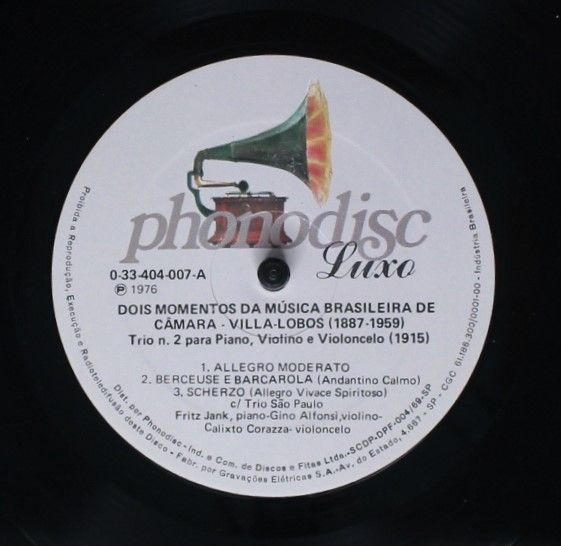 phonodisc
Luxo
0-33-404-007-A
Ⓟ 1976
DOIS MOMENTOS DA MÚSICA BRASILEIRA DE
CÂMARA - VILLA-LOBOS (1887-1959)
Trio n. 2 para Piano, Violino e Violoncelo (1915)
1. ALLEGRO MODERATO
2. BERCEUSE E BARCAROLA (Andantino Calmo)
3. SCHERZO (Allegro Vivace Spiritoso)
c/ Trio São Paulo
Fritz Jank, piano-Gino Alfonsi,violino-
Calixto Corazza- violoncelo
Proibida a Reprodução, Execução e Radioteledifusão deste Disco - Fabr. por Gravações Elétricas S.A.-Av. do Estado, 4.667 - SP - CGC 61.186.300/0001-00 - Indústria Brasileira
Dist. por Phonodisc-Ind. e Com. de Discos e Fitas Ltda.-SCDP-DPF-004/69-SP